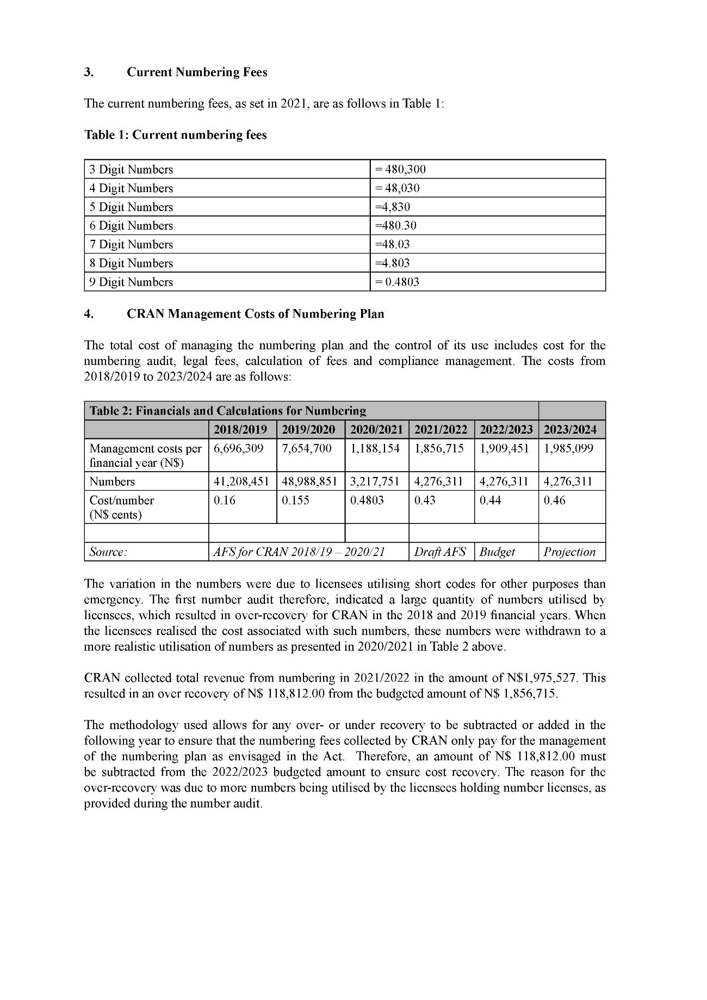 3. Current Numbering Fees
The current numbering fees, as set in 2021, are as follows in Table 1:
Table 1: Current numbering fees
3 Digit Numbers = 480,300
4 Digit Numbers = 48,030
5 Digit Numbers =4,830
6 Digit Numbers =480.30
7 Digit Numbers =48.03
8 Digit Numbers =4.803
9 Digit Numbers = 0.4803
4. CRAN Management Costs of Numbering Plan
The total cost of managing the numbering plan and the control of its use includes cost for the
numbering audit, legal fees, calculation of fees and compliance management. The costs from
2018/2019 to 2023/2024 are as follows:
Table 2: Financials and Calculations for Numbering
2018/2019 2019/2020 2020/2021 2021/2022 2022/2023 2023/2024
Management costs per 6,696,309 7,654,700 1,188,154 1,856,715 1,909,451 1,985,099
financial year (N$)
Numbers 41,208,451 48,988,851 3,217,751 4,276,311 4,276,311 4,276,311
Cost/number 0.16 0.155 0.4803 0.43 0.44 0.46
(N$ cents)
Source: AFS for CRAN 2018/19 – 2020/21 Draft AFS Budget Projection
The variation in the numbers were due to licensees utilising short codes for other purposes than
emergency. The first number audit therefore, indicated a large quantity of numbers utilised by
licensees, which resulted in over-recovery for CRAN in the 2018 and 2019 financial years. When
the licensees realised the cost associated with such numbers, these numbers were withdrawn to a
more realistic utilisation of numbers as presented in 2020/2021 in Table 2 above.
CRAN collected total revenue from numbering in 2021/2022 in the amount of N$1,975,527. This
resulted in an over recovery of N$ 118,812.00 from the budgeted amount of N$ 1,856,715.
The methodology used allows for any over- or under recovery to be subtracted or added in the
following year to ensure that the numbering fees collected by CRAN only pay for the management
of the numbering plan as envisaged in the Act. Therefore, an amount of N$ 118,812.00 must
be subtracted from the 2022/2023 budgeted amount to ensure cost recovery. The reason for the
over-recovery was due to more numbers being utilised by the licensees holding number licenses, as
provided during the number audit.